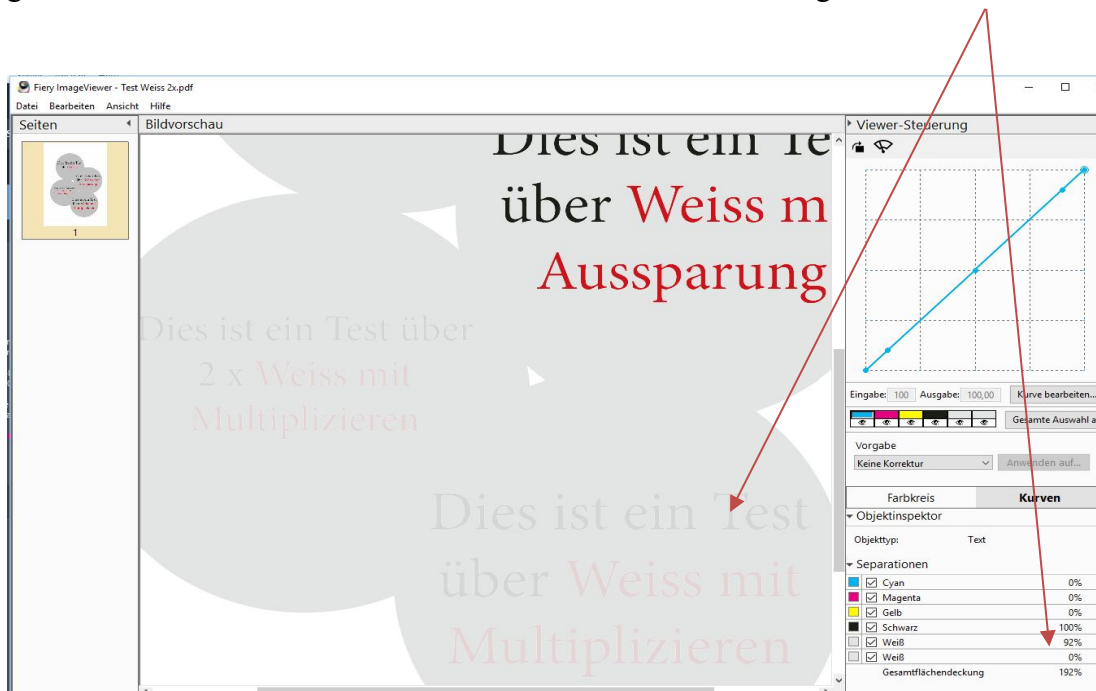 Fiery ImageViewer - Test Weiss 2x.pdf
Datei Bearbeiten Ansicht Hilfe
Seiten
Bildvorschau
Viewer-Steuerung
1
Dies ist ein Te
über Weiss m
Aussparung
Dies ist ein Test über
2 x Weiss mit
Multiplizieren
Dies ist ein Test
über Weiss mit
Multiplizieren
Eingabe: 100 Ausgabe: 100,00 Kurve bearbeiten...
Gesamte Auswahl a
Vorgabe
Keine Korrektur Anwenden auf...
Farbkreis Kurven
Objektinspektor
Objekttyp: Text
Separationen
Cyan 0%
Magenta 0%
Gelb 0%
Schwarz 100%
Weiß 92%
Weiß 0%
Gesamtflächendeckung 192%